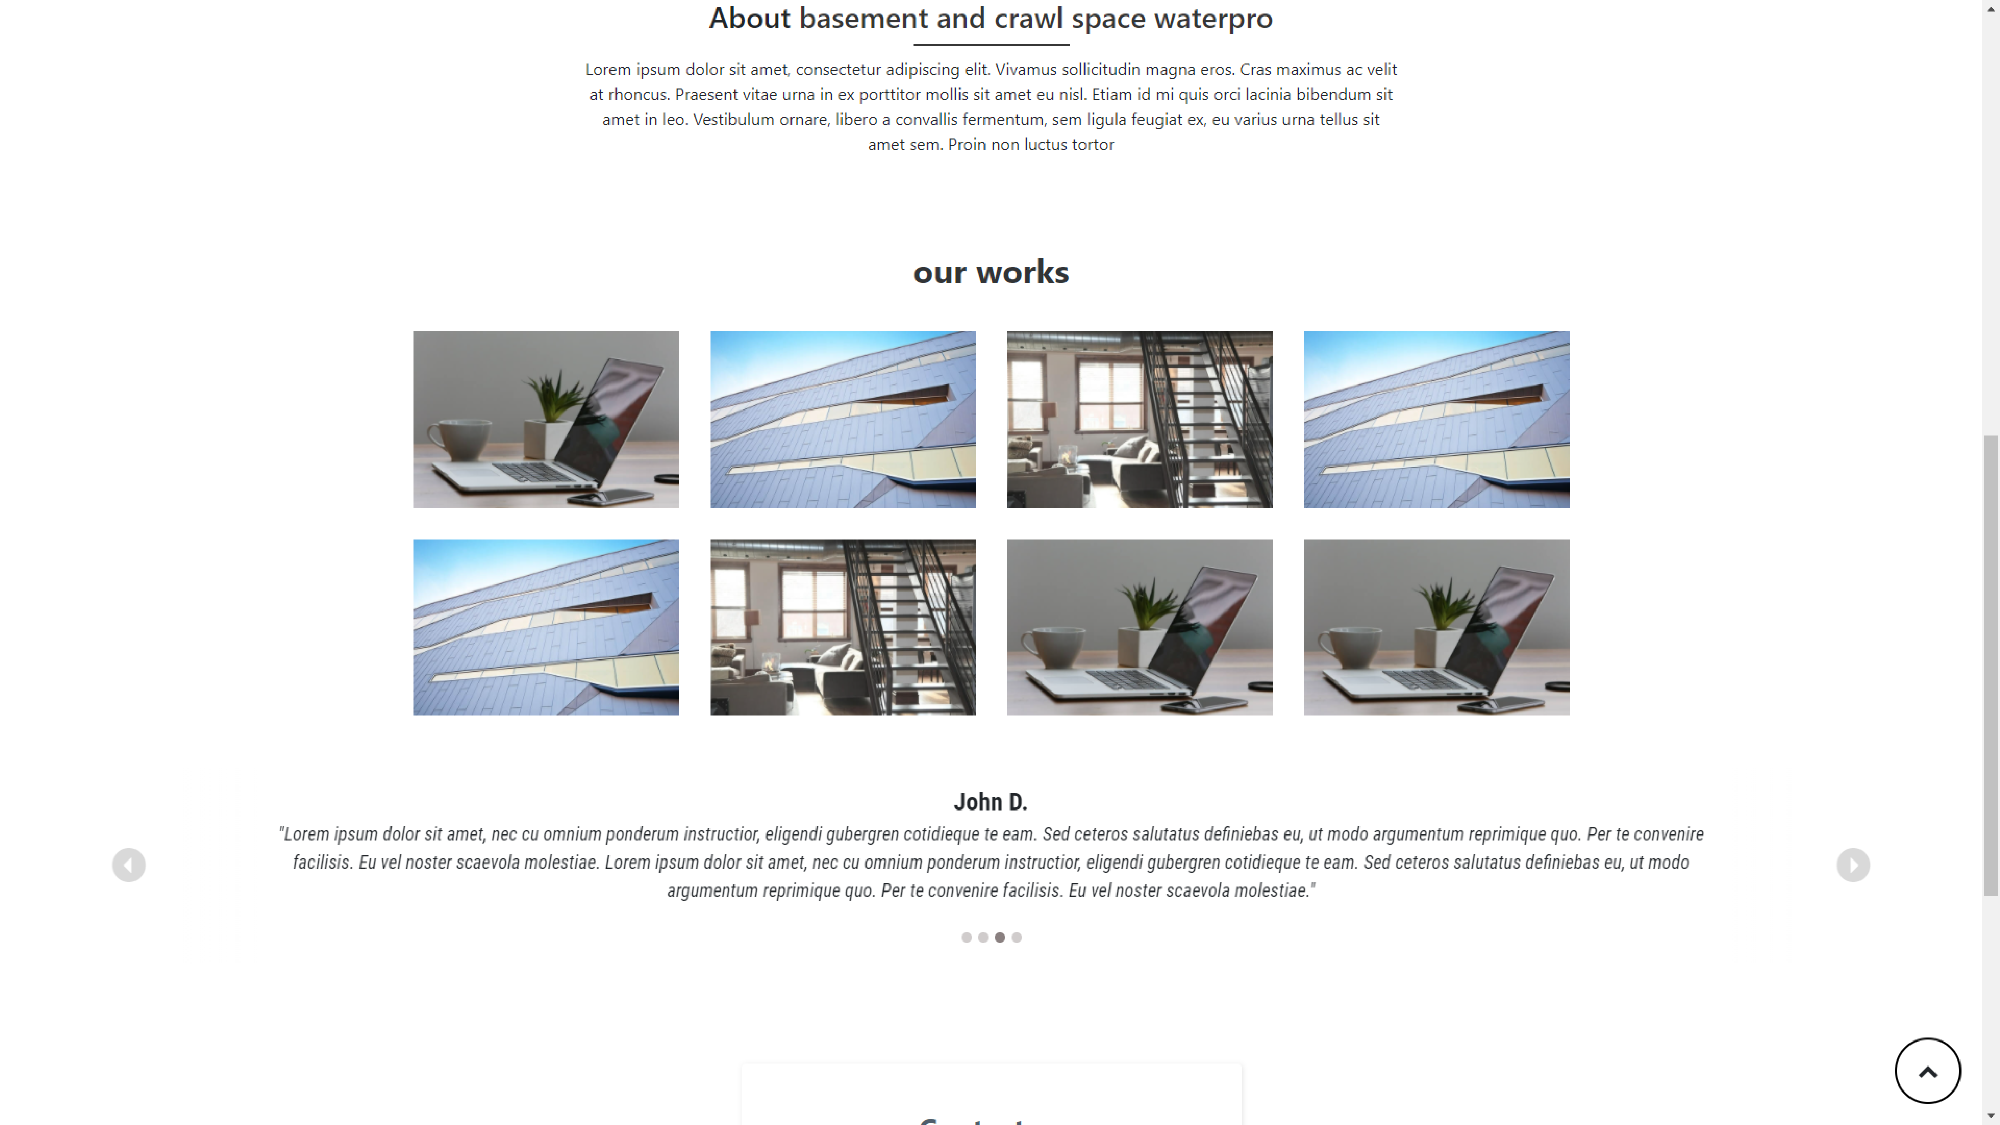 About basement and crawl space waterpro
Lorem ipsum dolor sit amet, consectetur adipiscing elit. Vivamus sollicitudin magna eros. Cras maximus ac velit
at rhoncus. Praesent vitae urna in ex porttitor mollis sit amet eu nisl. Etiam id mi quis orci lacinia bibendum sit
amet in leo. Vestibulum ornare, libero a convallis fermentum, sem ligula feugiat ex, eu varius urna tellus sit
amet sem. Proin non luctus tortor
our works
John D.
"Lorem ipsum dolor sit amet, nec cu omnium ponderum instructior, eligendi gubergren cotidieque te eam. Sed ceteros salutatus definiebas eu, ut modo argumentum reprimique quo. Per te convenire
facilisis. Eu vel noster scaevola molestiae. Lorem ipsum dolor sit amet, nec cu omnium ponderum instructior, eligendi gubergren cotidieque te eam. Sed ceteros salutatus definiebas eu, ut modo
argumentum reprimique quo. Per te convenire facilisis. Eu vel noster scaevola molestiae."